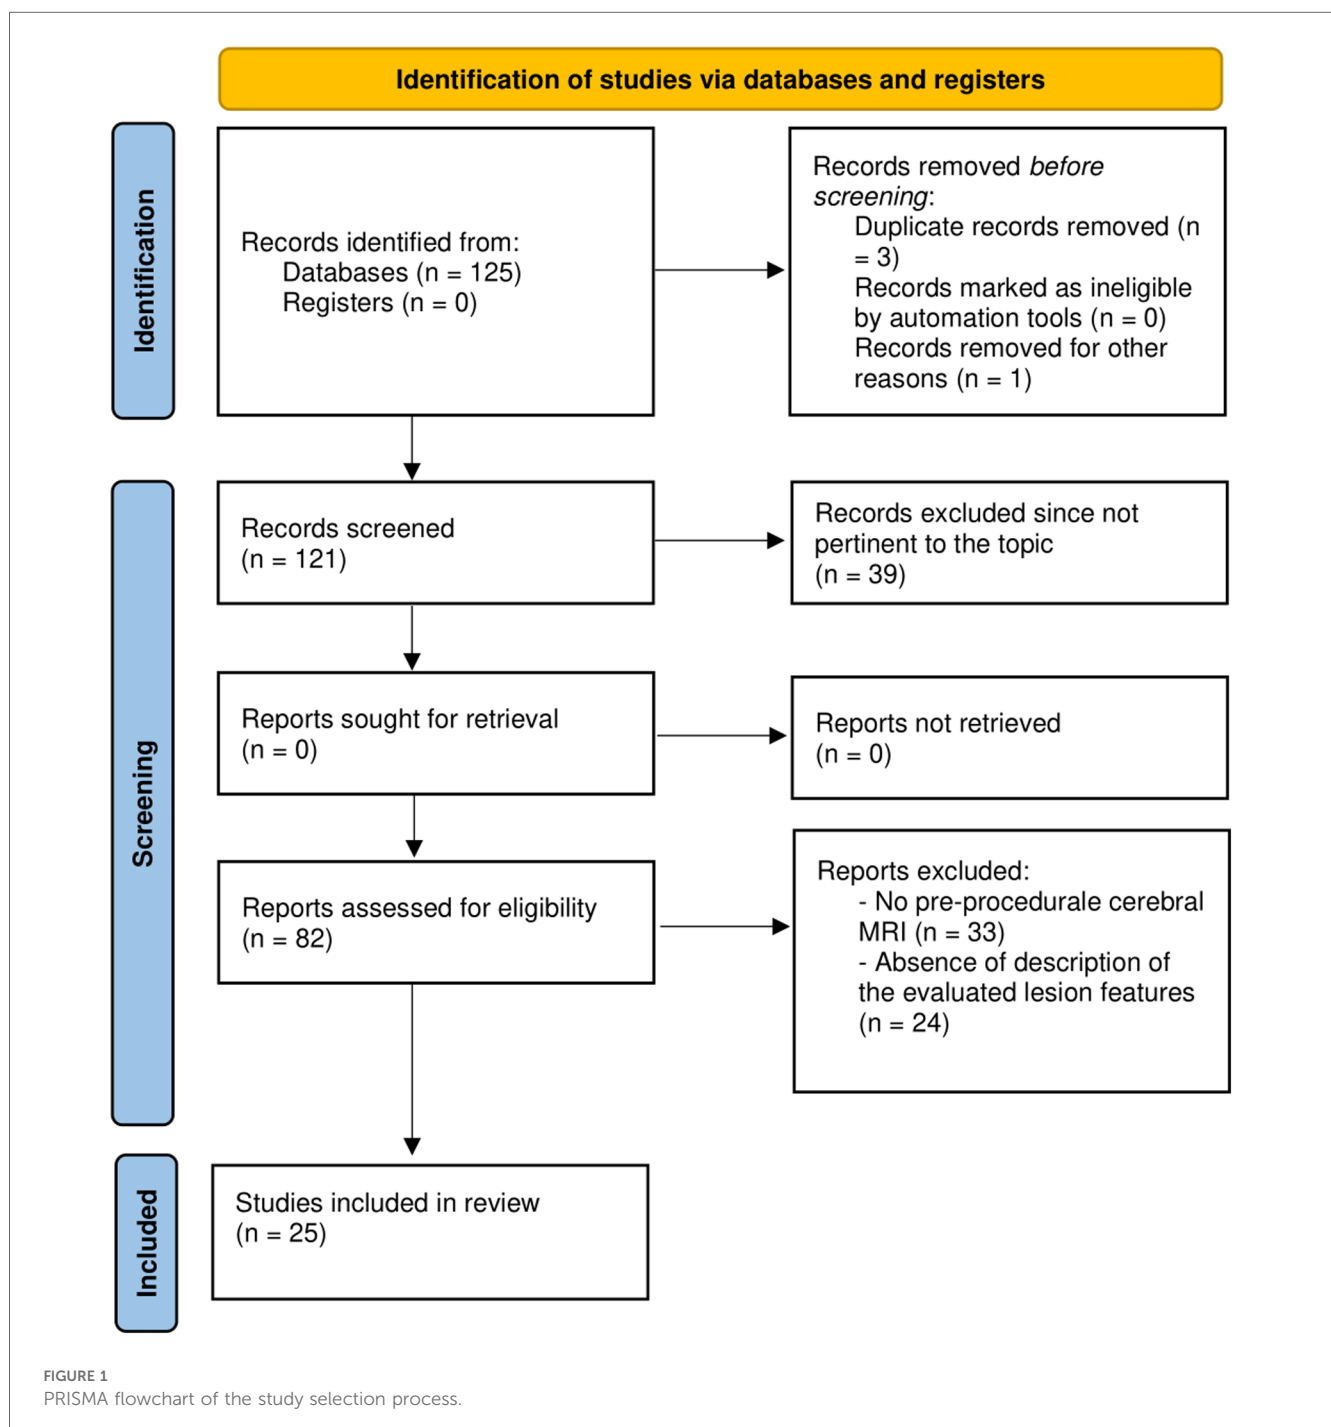 Identification of studies via databases and registers
Identification
Records identified from:
Databases (n = 125)
Registers (n = 0)
Records removed before
screening:
Duplicate records removed (n
= 3)
Records marked as ineligible
by automation tools (n = 0)
Records removed for other
reasons (n = 1)
Screening
Records screened
(n = 121)
Records excluded since not
pertinent to the topic
(n = 39)
Reports sought for retrieval
(n = 0)
Reports not retrieved
(n = 0)
Reports assessed for eligibility
(n = 82)
Reports excluded:
- No pre-procedurale cerebral
MRI (n = 33)
- Absence of description of
the evaluated lesion features
(n = 24)
Included
Studies included in review
(n = 25)
FIGURE 1
PRISMA flowchart of the study selection process.